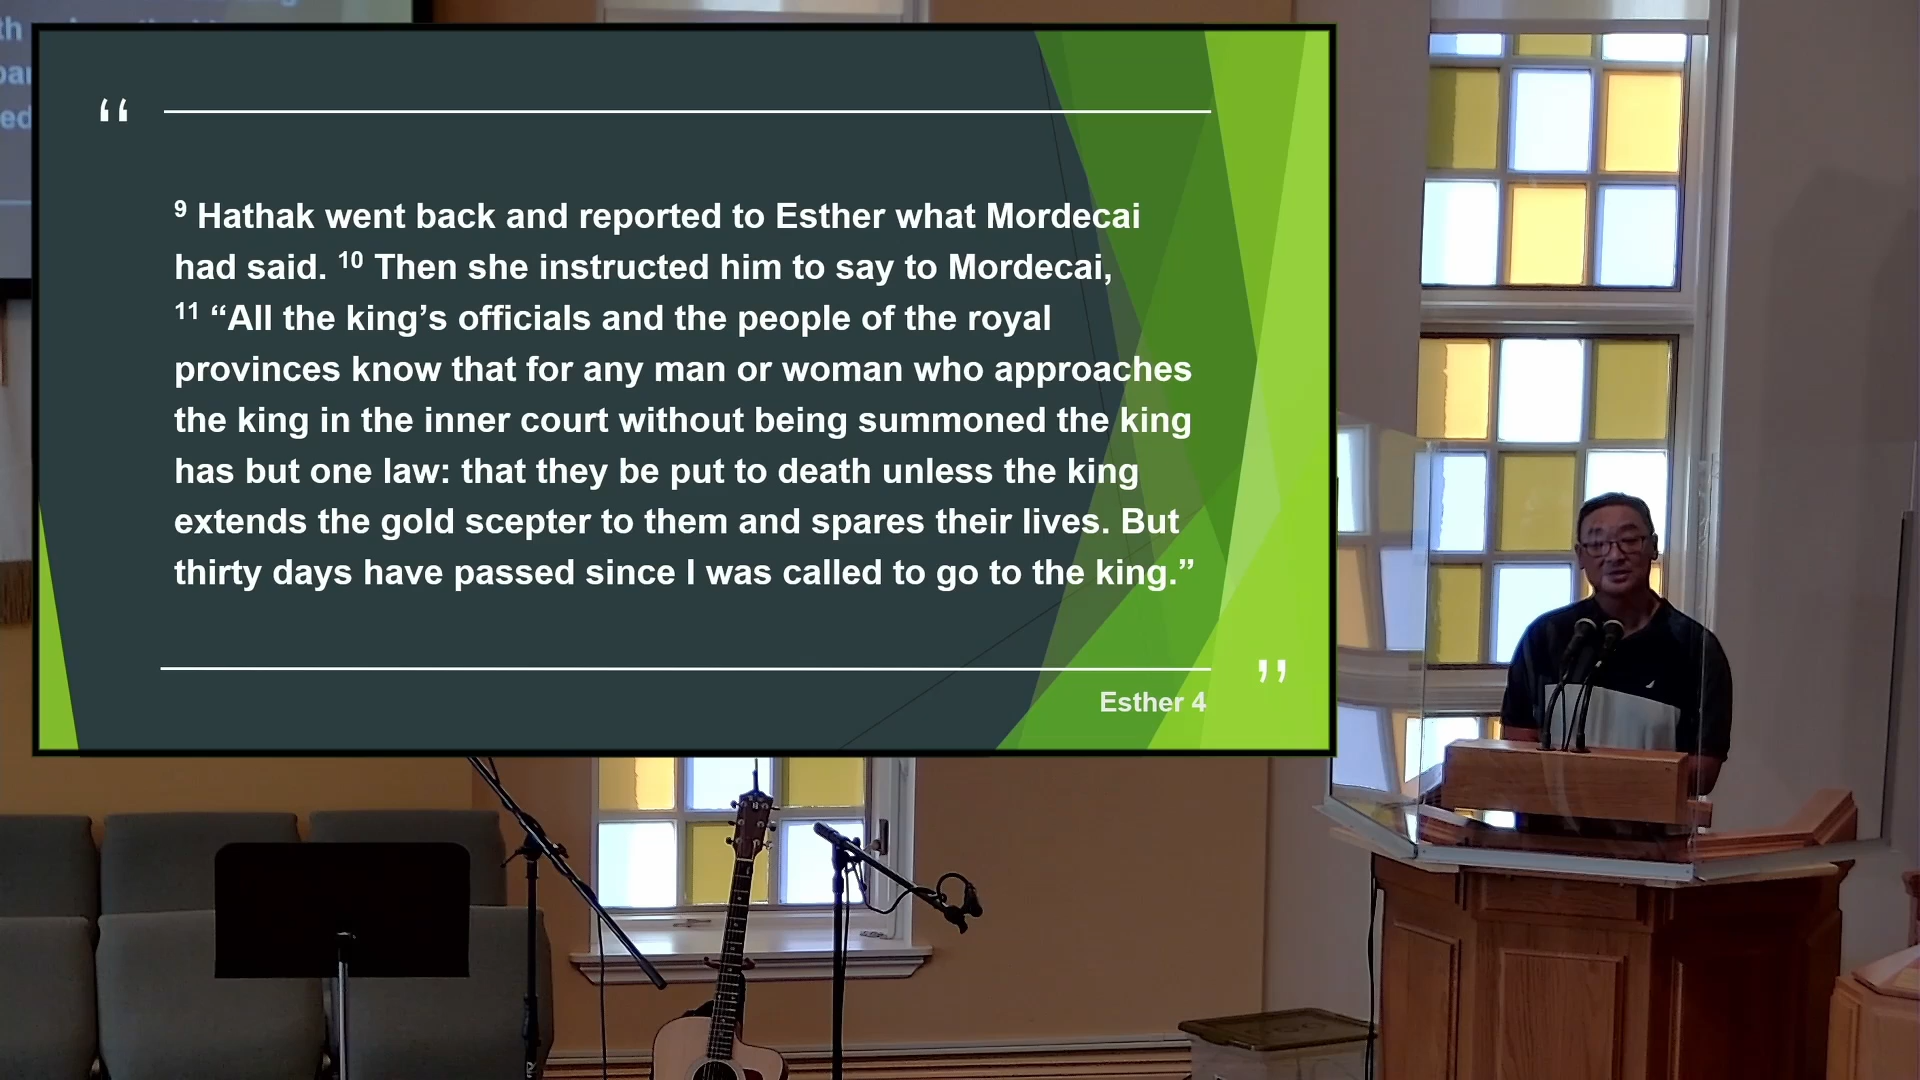 “
9 Hathak went back and reported to Esther what Mordecai
had said. 10 Then she instructed him to say to Mordecai,
11 “All the king’s officials and the people of the royal
provinces know that for any man or woman who approaches
the king in the inner court without being summoned the king
has but one law: that they be put to death unless the king
extends the gold scepter to them and spares their lives. But
thirty days have passed since I was called to go to the king.”
”
Esther 4